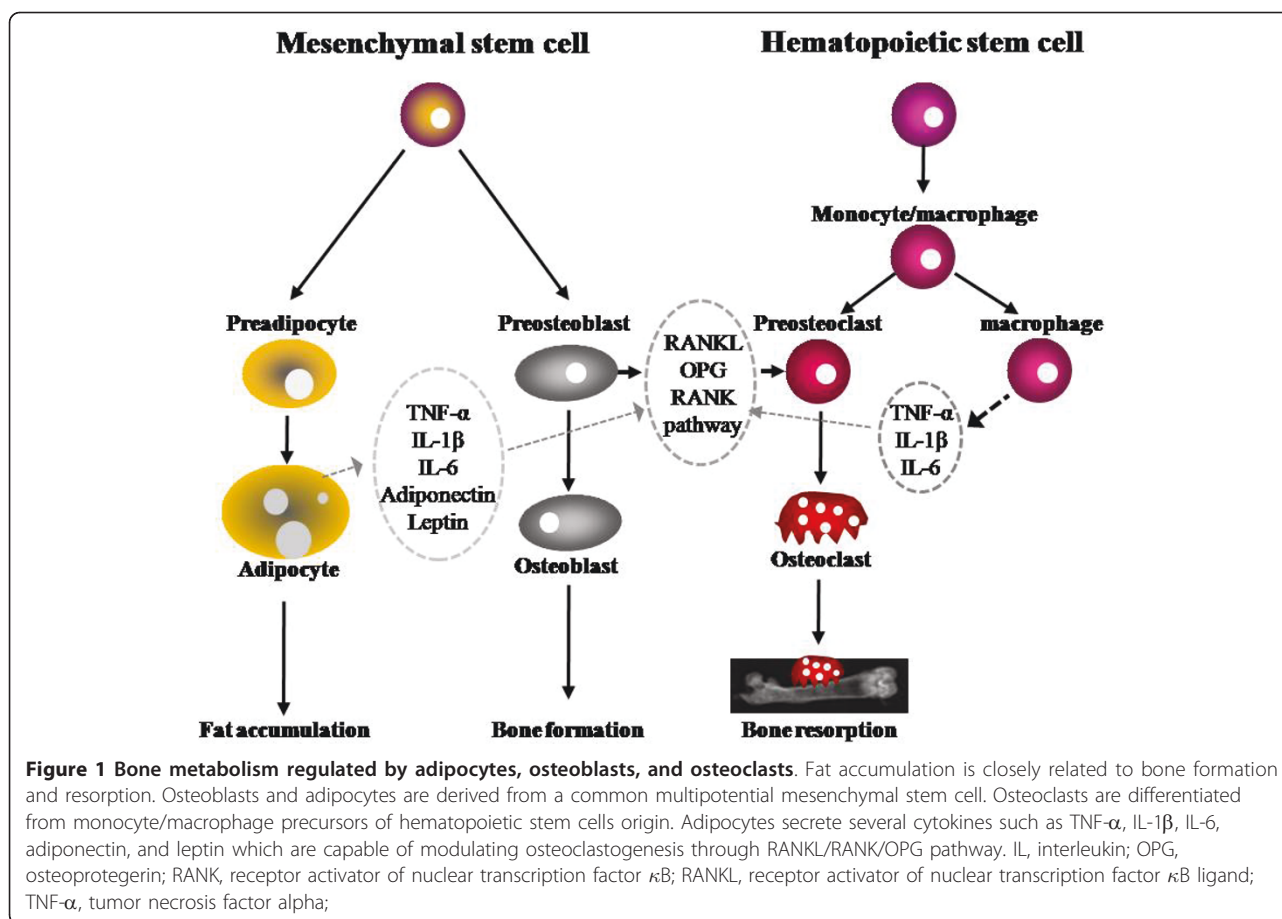 Mesenchymal stem cell
Hematopoietic stem cell
Monocyte/macrophage
Preadipocyte
Preosteoblast
RANKL
OPG
RANK
pathway
Preosteoclast
macrophage
TNF-α
IL-1β
IL-6
Adiponectin
Leptin
TNF-α
IL-1β
IL-6
Adipocyte
Osteoblast
Osteoclast
Fat accumulation
Bone formation
Bone resorption
Figure 1 Bone metabolism regulated by adipocytes, osteoblasts, and osteoclasts. Fat accumulation is closely related to bone formation
and resorption. Osteoblasts and adipocytes are derived from a common multipotential mesenchymal stem cell. Osteoclasts are differentiated
from monocyte/macrophage precursors of hematopoietic stem cells origin. Adipocytes secrete several cytokines such as TNF-α, IL-1β, IL-6,
adiponectin, and leptin which are capable of modulating osteoclastogenesis through RANKL/RANK/OPG pathway. IL, interleukin; OPG,
osteoprotegerin; RANK, receptor activator of nuclear transcription factor κB; RANKL, receptor activator of nuclear transcription factor κB ligand;
TNF-α, tumor necrosis factor alpha;